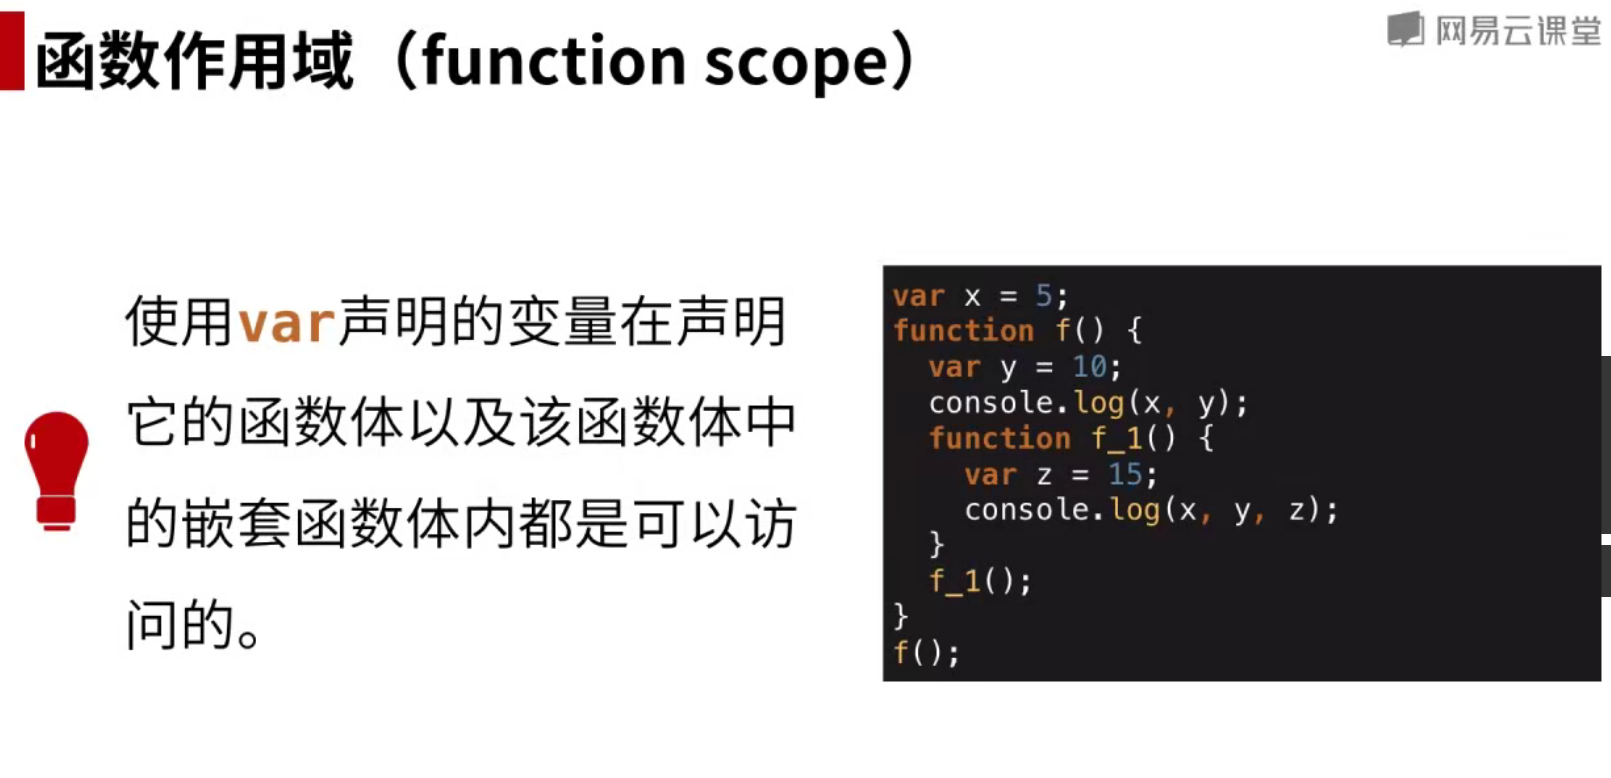 函数作用域（function scope）
网易云课堂
使用var声明的变量在声明
它的函数体以及该函数体中
的嵌套函数体内都是可以访
问的。
var x = 5;
function f() {
  var y = 10;
  console.log(x, y);
  function f_1() {
    var z = 15;
    console.log(x, y, z);
  }
  f_1();
}
f();